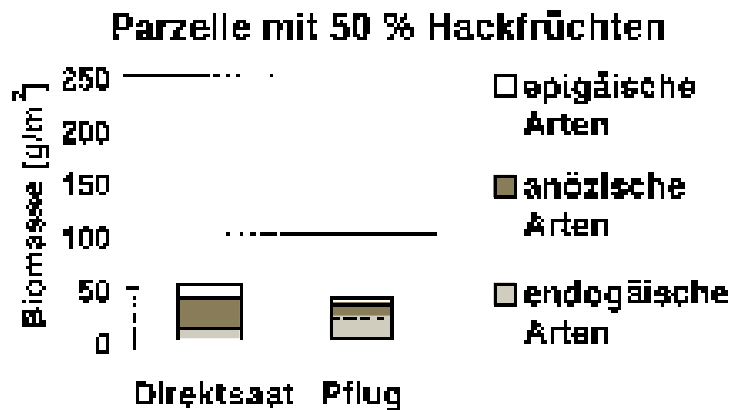 Parzelle mit 50 % Hackfrüchten
Biomasse [g/m²]
250
200
150
100
50
0
Direktsaat Pflug
epigäische
Arten
anözische
Arten
endogäische
Arten